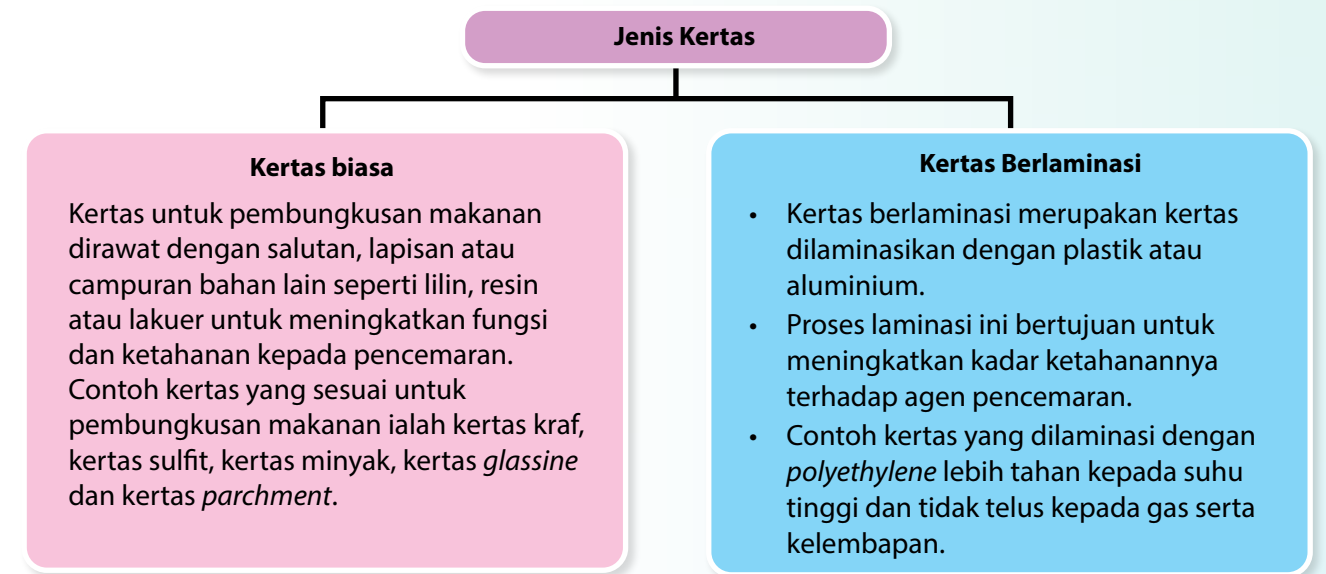 Jenis Kertas
Kertas biasa
Kertas untuk pembungkusan makanan
dirawat dengan salutan, lapisan atau
campuran bahan lain seperti lilin, resin
atau lakuer untuk meningkatkan fungsi
dan ketahanan kepada pencemaran.
Contoh kertas yang sesuai untuk
pembungkusan makanan ialah kertas kraf,
kertas sulfit, kertas minyak, kertas glassine
dan kertas parchment.
Kertas Berlaminasi
• Kertas berlaminasi merupakan kertas
dilaminasikan dengan plastik atau
aluminium.
• Proses laminasi ini bertujuan untuk
meningkatkan kadar ketahanannya
terhadap agen pencemaran.
• Contoh kertas yang dilaminasi dengan
polyethylene lebih tahan kepada suhu
tinggi dan tidak telus kepada gas serta
kelembapan.